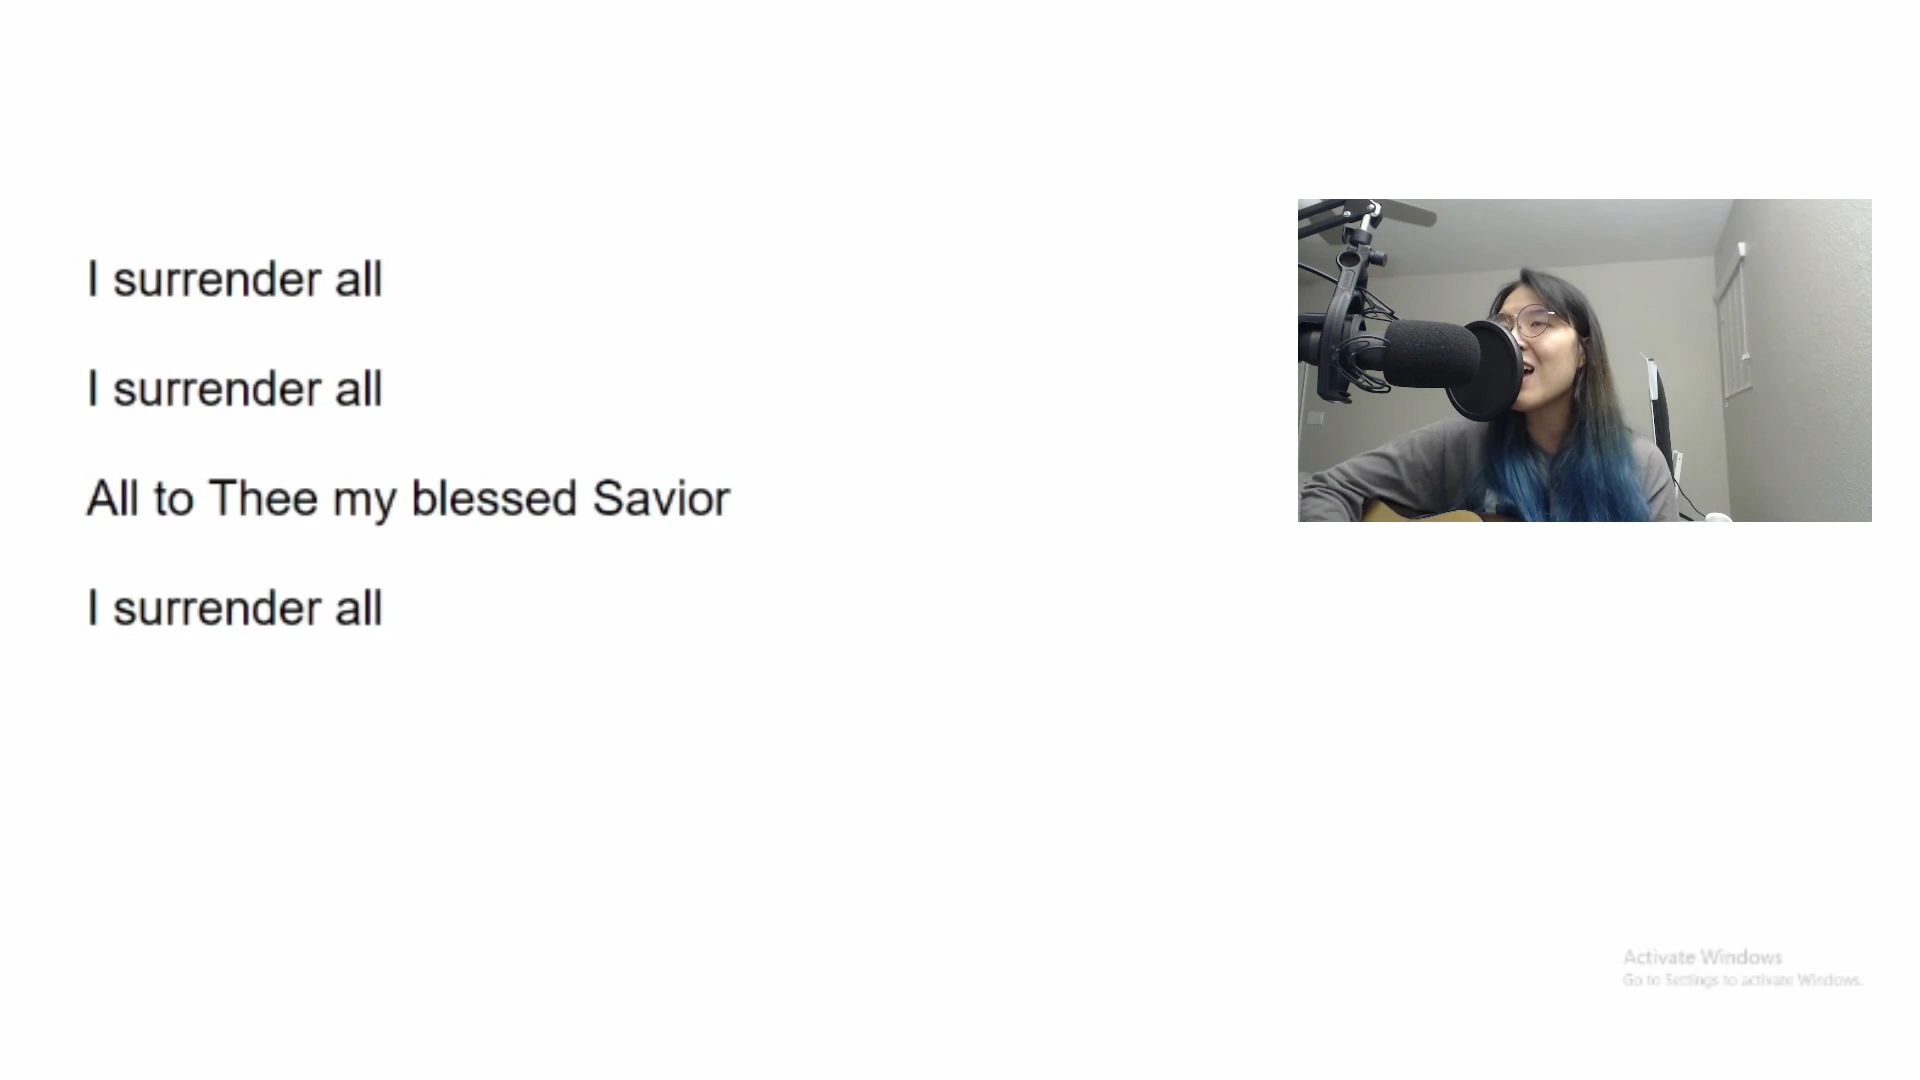 I surrender all
I surrender all
All to Thee my blessed Savior
I surrender all
Activate Windows
Go to Settings to activate Windows.